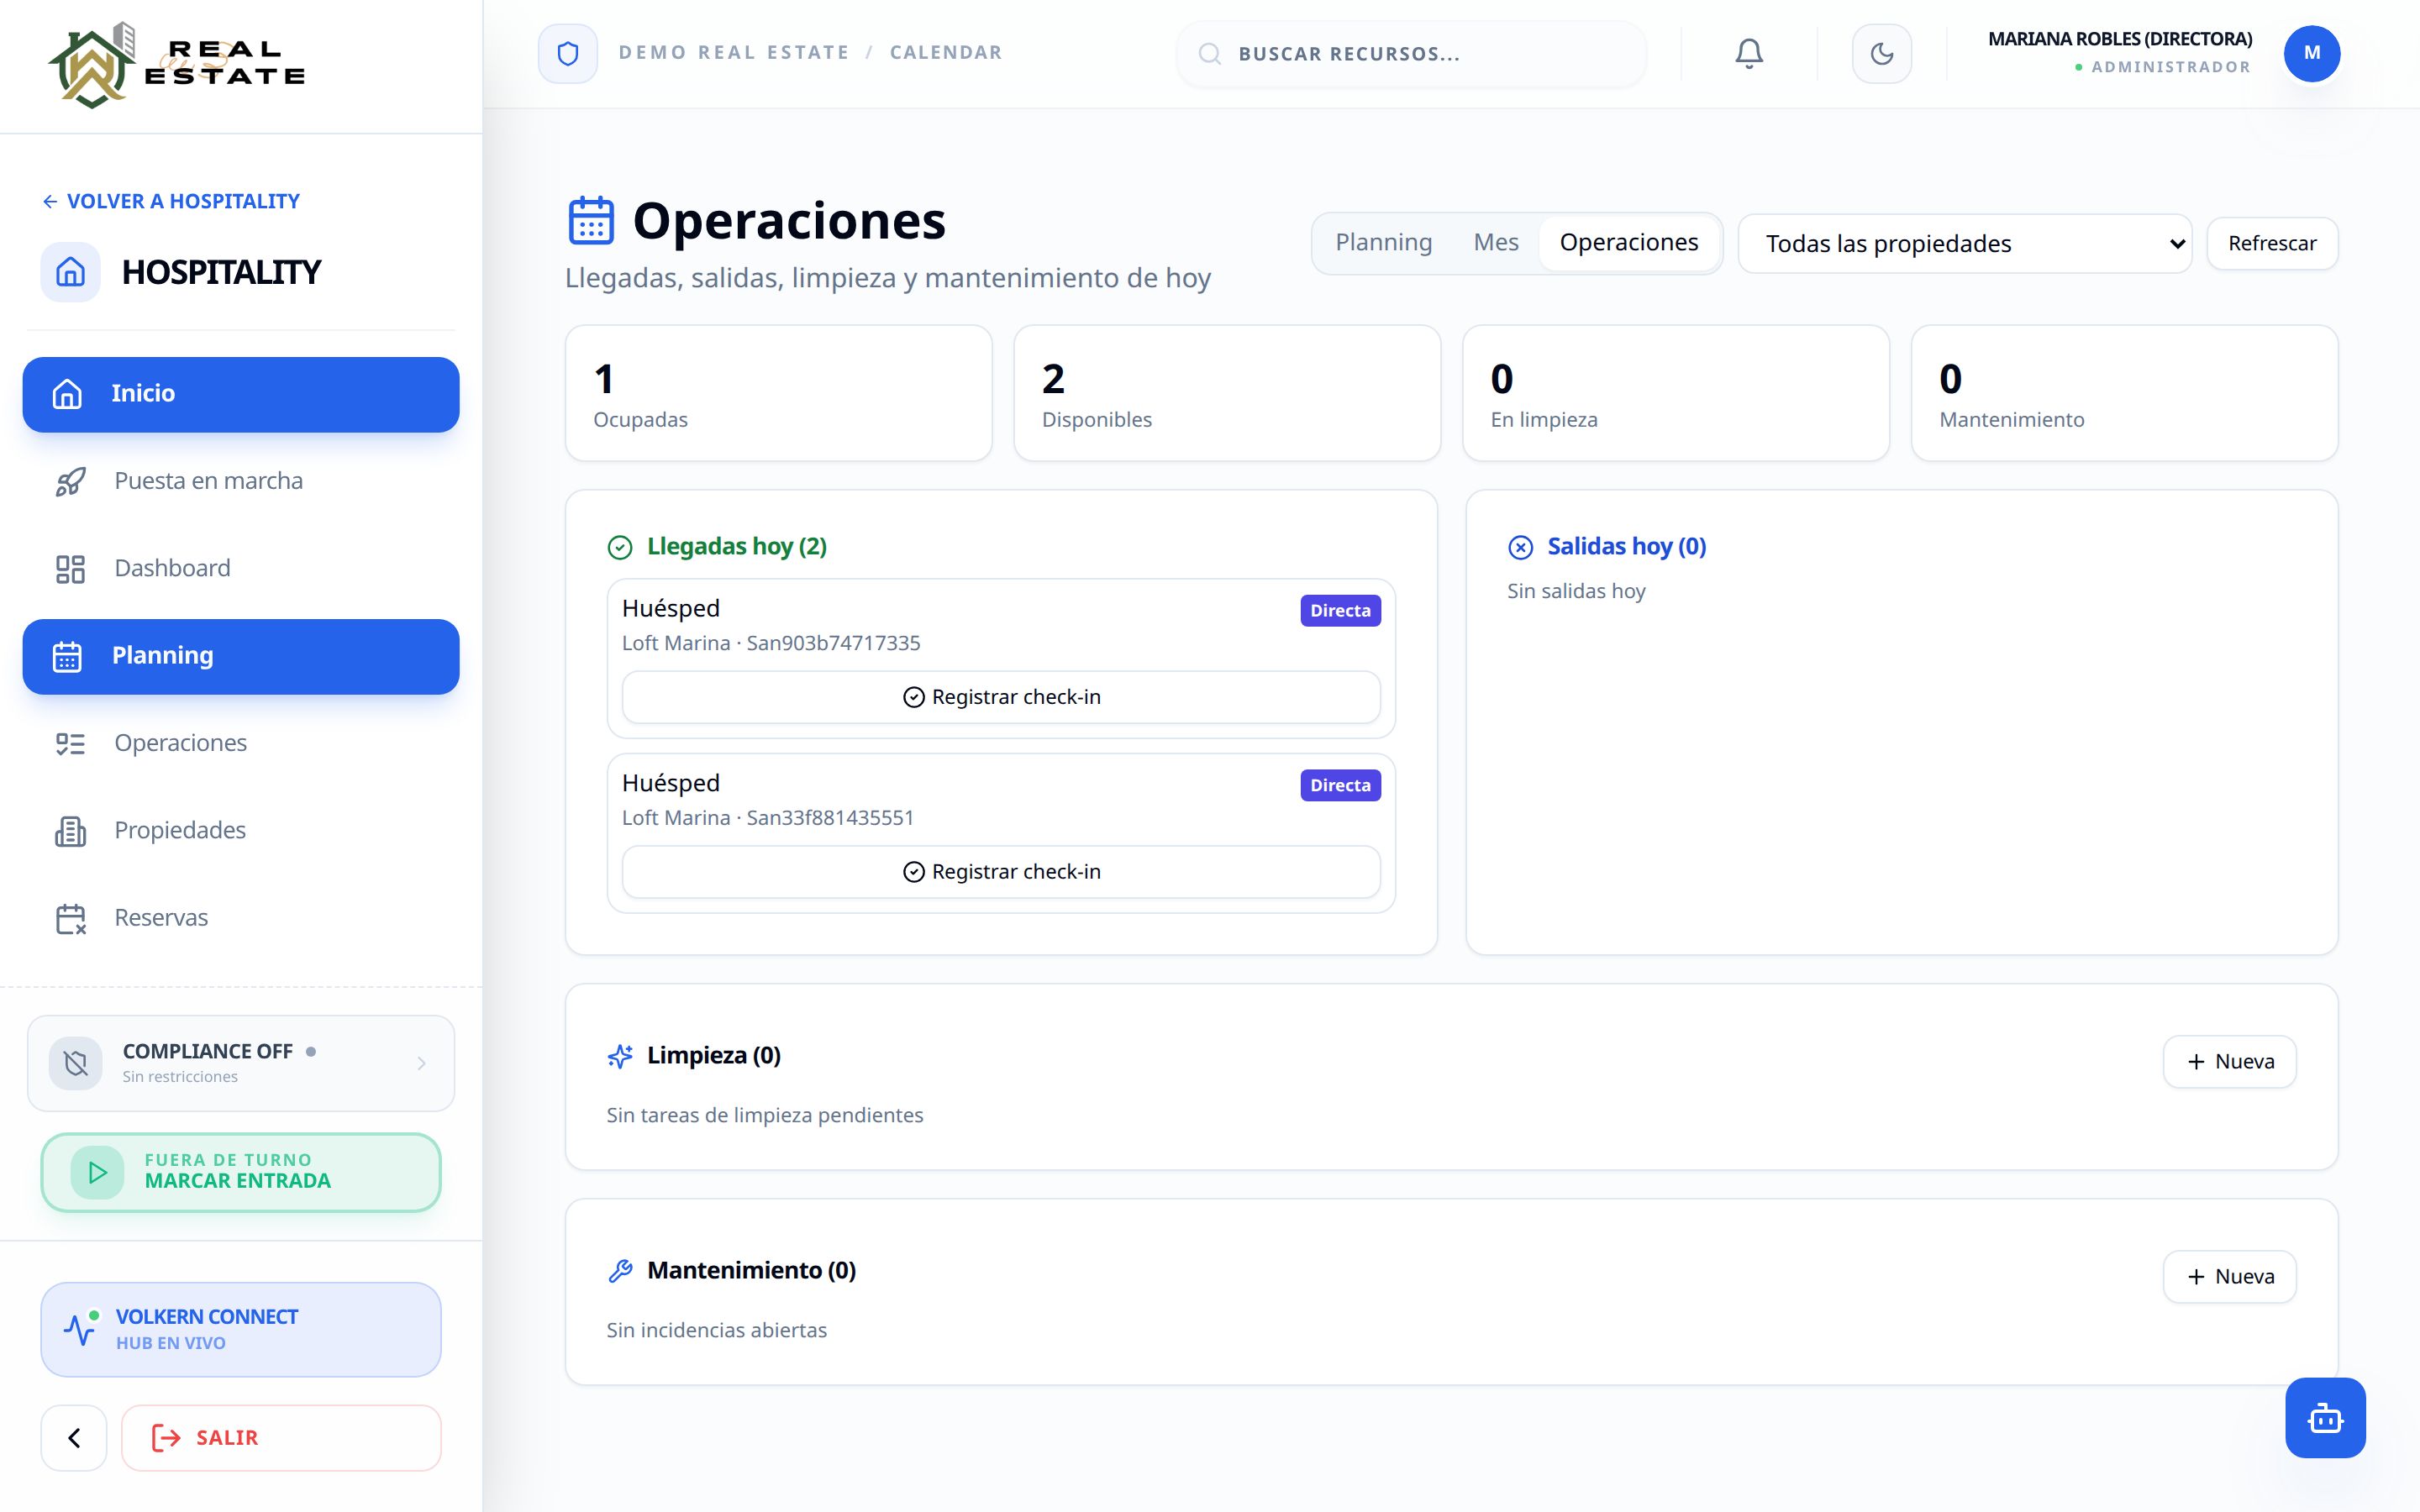 REAL
ESTATE
DEMO REAL ESTATE / CALENDAR
BUSCAR RECURSOS...
MARIANA ROBLES (DIRECTORA)
ADMINISTRADOR
M
VOLVER A HOSPITALITY
HOSPITALITY
Inicio
Puesta en marcha
Dashboard
Planning
Operaciones
Propiedades
Reservas
COMPLIANCE OFF
Sin restricciones
FUERA DE TURNO
MARCAR ENTRADA
VOLKERN CONNECT
HUB EN VIVO
SALIR
Operaciones
Llegadas, salidas, limpieza y mantenimiento de hoy
Planning
Mes
Operaciones
Todas las propiedades
Refrescar
1
Ocupadas
2
Disponibles
0
En limpieza
0
Mantenimiento
Llegadas hoy (2)
Huésped
Directa
Loft Marina · San903b74717335
Registrar check-in
Huésped
Directa
Loft Marina · San33f881435551
Registrar check-in
Salidas hoy (0)
Sin salidas hoy
Limpieza (0)
Nueva
Sin tareas de limpieza pendientes
Mantenimiento (0)
Nueva
Sin incidencias abiertas